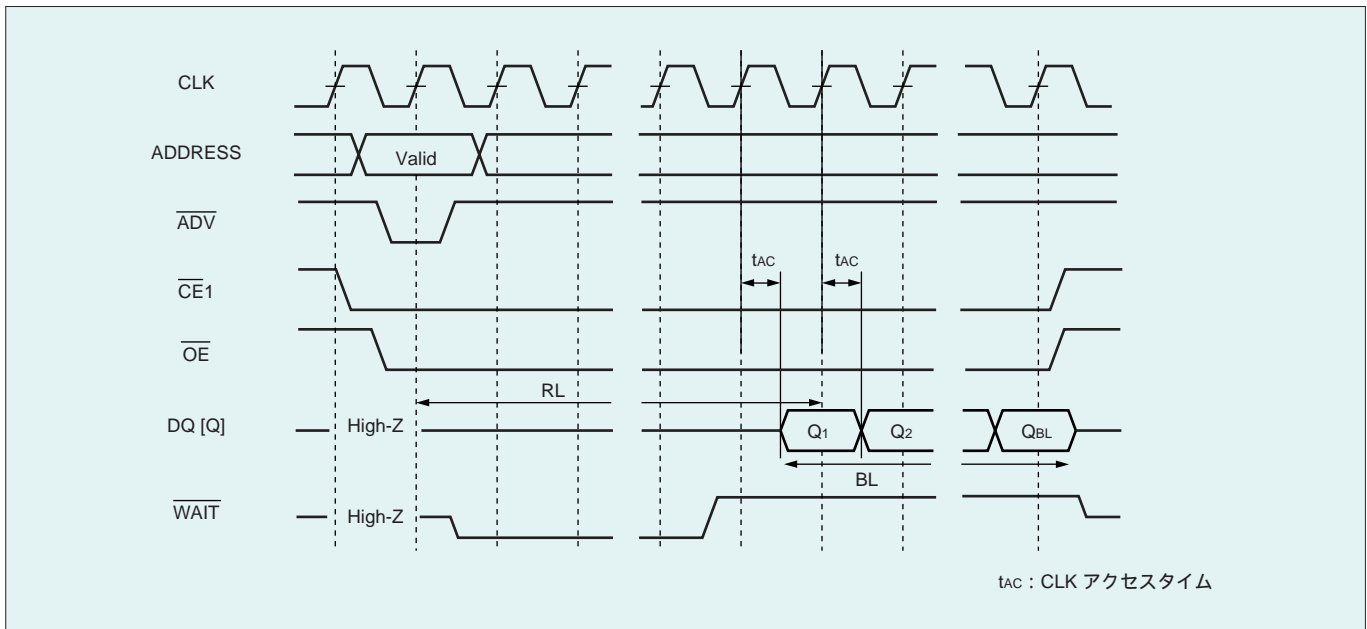 CLK
ADDRESS
Valid
ADV
tAC
tAC
CE1
OE
RL
DQ [Q]
High-Z
Q1
Q2
QBL
BL
WAIT
High-Z
tAC：CLK アクセスタイム